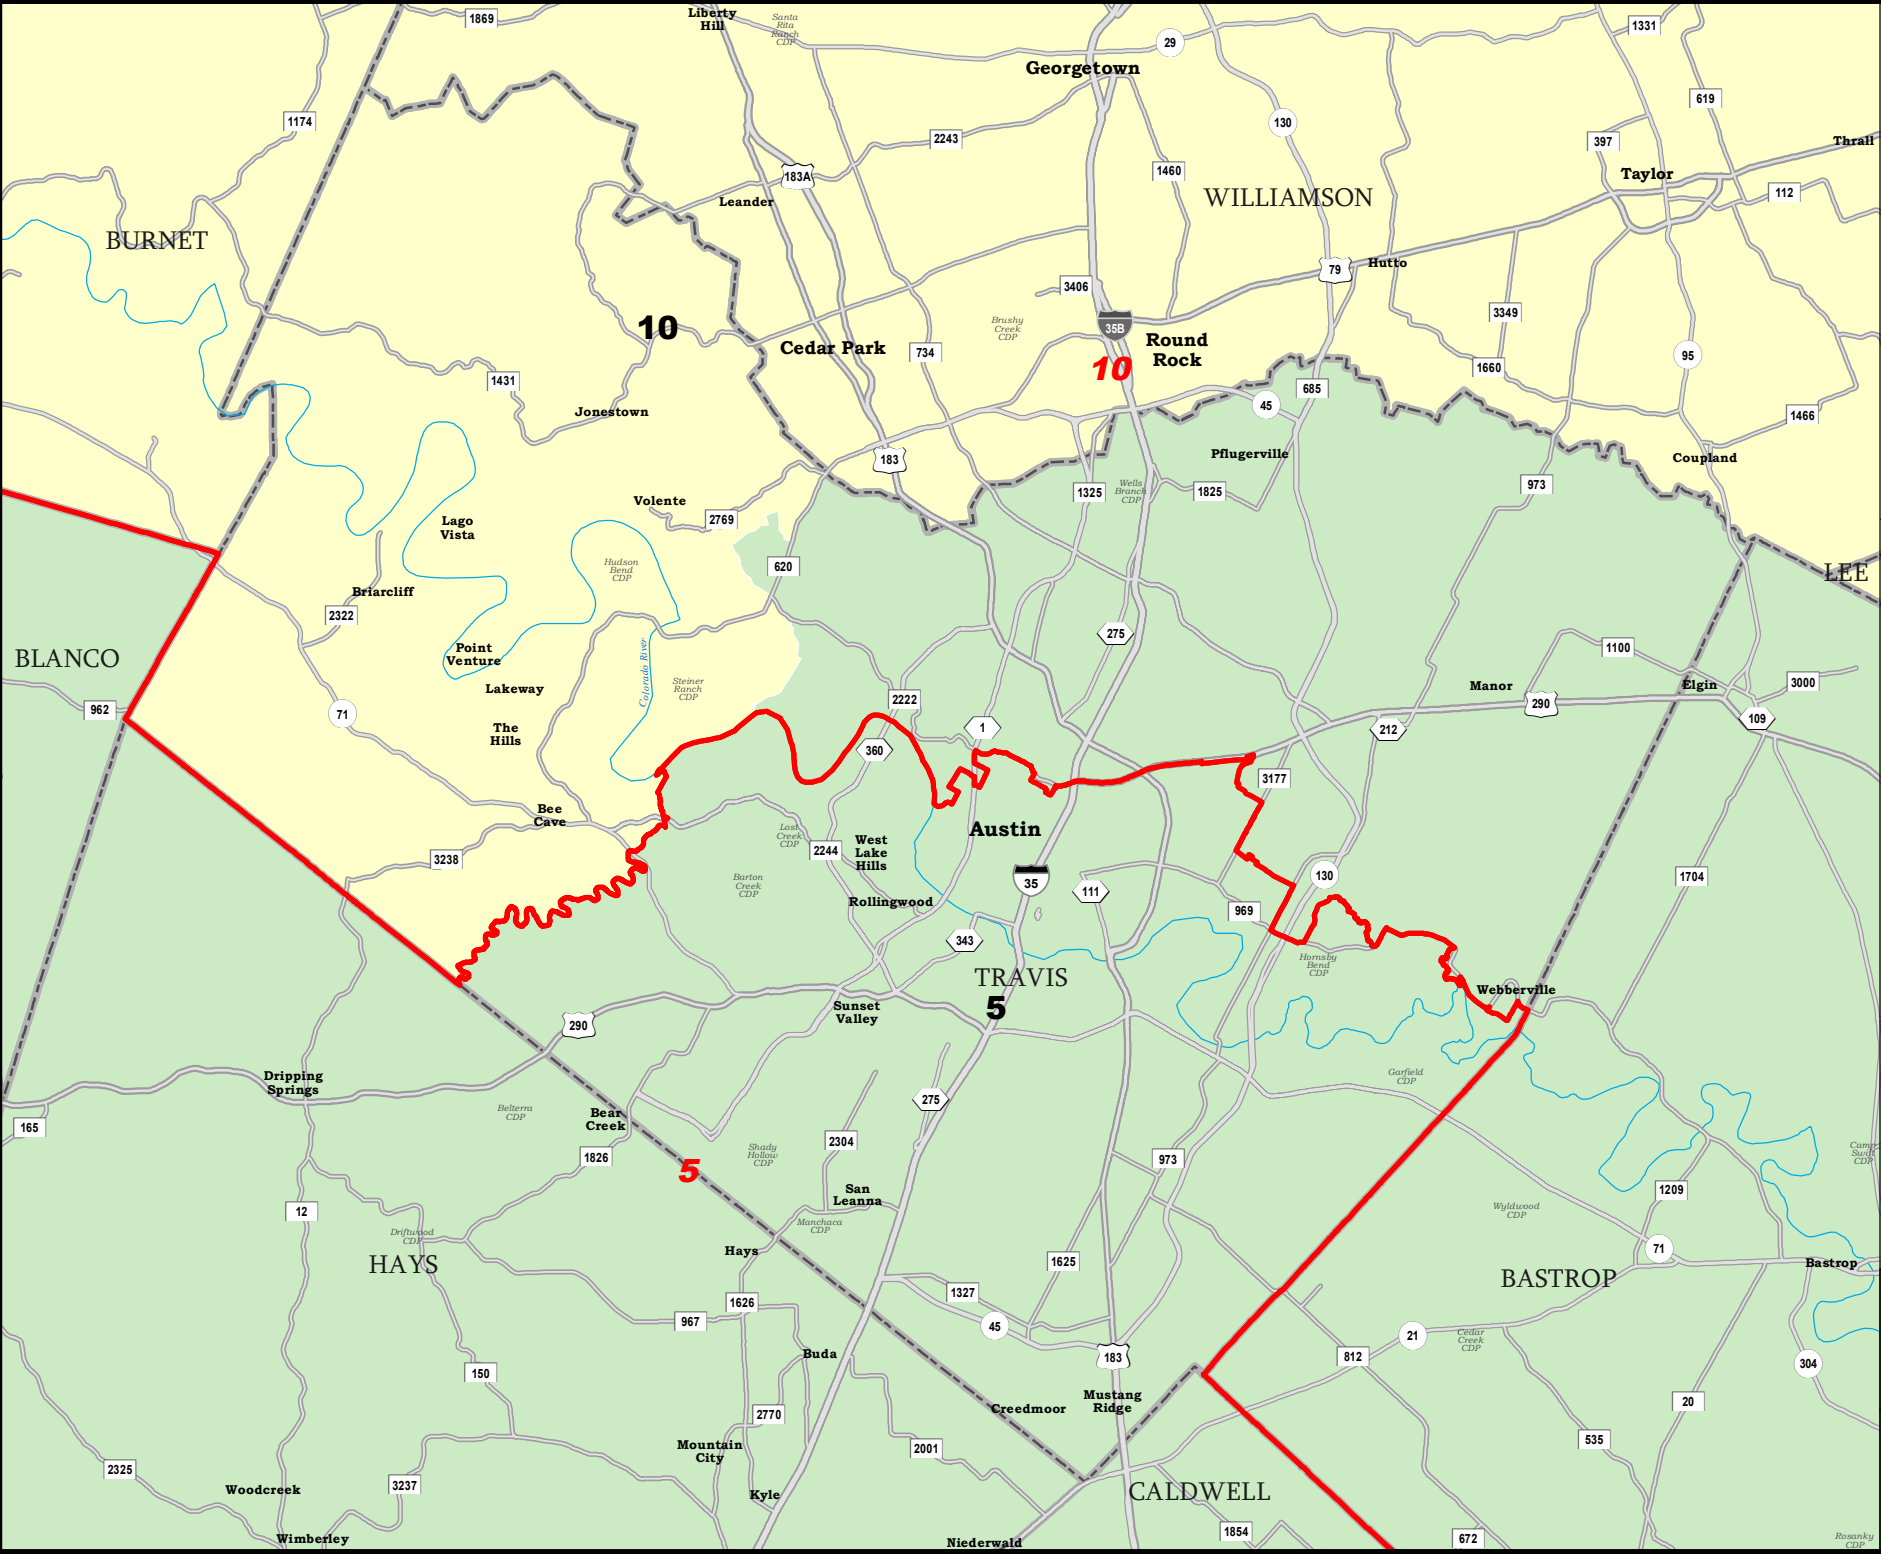 1869
Liberty
Hill
Santa
Rita
Ranch
CDP
29
1331
Georgetown
619
1174
130
2243
397
Thrall
1460
Taylor
183A
112
Leander
WILLIAMSON
BURNET
79
Hutto
3406
3349
10
Brushy
Creek
CDP
35B
Cedar Park
734
Round
Rock
95
10
1660
1431
685
45
Jonestown
1466
183
Pflugerville
Coupland
Volente
1325
Wells
Branch
CDP
1825
973
2769
Lago
Vista
620
Hudson
Bend
CDP
LEE
Briarcliff
2322
275
1100
BLANCO
Point
Venture
Colorado River
Lakeway
Steiner
Ranch
CDP
2222
Manor
Elgin
3000
962
71
290
109
The
Hills
1
212
360
3177
Bee
Cave
Austin
Lost
Creek
CDP
2244
West
Lake
Hills
3238
35
130
1704
Barton
Creek
CDP
111
Rollingwood
969
343
Hornsby
Bend
CDP
TRAVIS
5
Webberville
Sunset
Valley
290
Dripping
Springs
Garfield
CDP
275
Belterra
CDP
Bear
Creek
165
2304
Shady
Hollow
CDP
Camp
Swift
CDP
1826
973
5
San
Leanna
1209
12
Wyldwood
CDP
Manchaca
CDP
Driftwood
CDP
71
Hays
HAYS
1625
Bastrop
BASTROP
1327
1626
967
45
21
Cedar
Creek
CDP
Buda
183
812
304
150
Mustang
Ridge
20
Creedmoor
2770
Mountain
City
2001
535
2325
3237
Woodcreek
Kyle
CALDWELL
1854
Wimberley
Niederwald
672
Rosanky
CDP